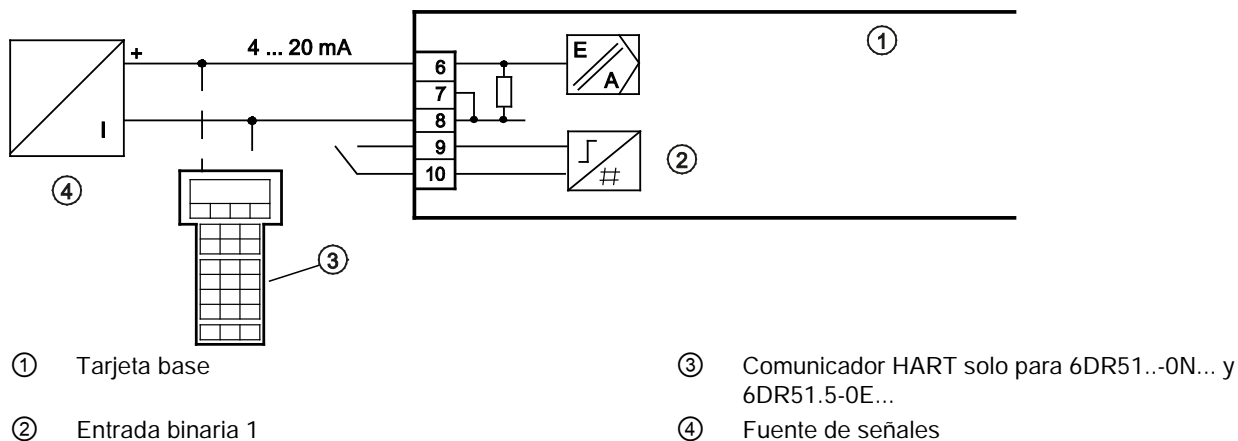 ①
+
4 ... 20 mA
I
6
7
8
9
10
E
A
②
④
③
① Tarjeta base
③ Comunicador HART solo para 6DR51..-0N... y
6DR51.5-0E...
② Entrada binaria 1
④ Fuente de señales